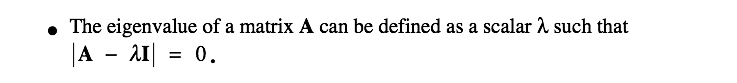 • The eigenvalue of a matrix A can be defined as a scalar λ such that
|A − λI| = 0.